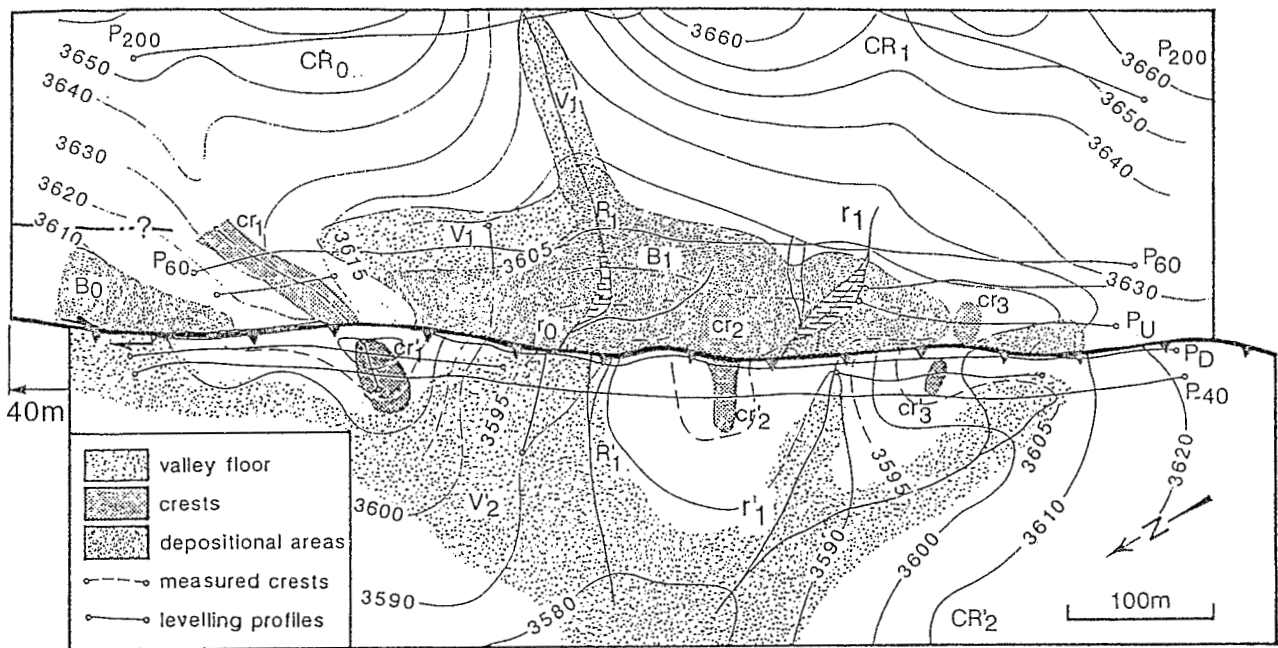 P200
3650
CR0
3660
CR1
P200
3660
3650
3640
V1
3640
3630
3620
3610
?
cr1
R1
r1
V1
3615
3605
B1
P60
P60
3630
B0
cr3
PU
r0
cr2
PD
P-40
cr'1
cr'2
cr'3
40m
3595
R'1
3595
3605
3620
valley floor
V'2
3600
r'1
crests
3610
depositional areas
3590
3600
N
measured crests
3590
3580
levelling profiles
CR'2
100m